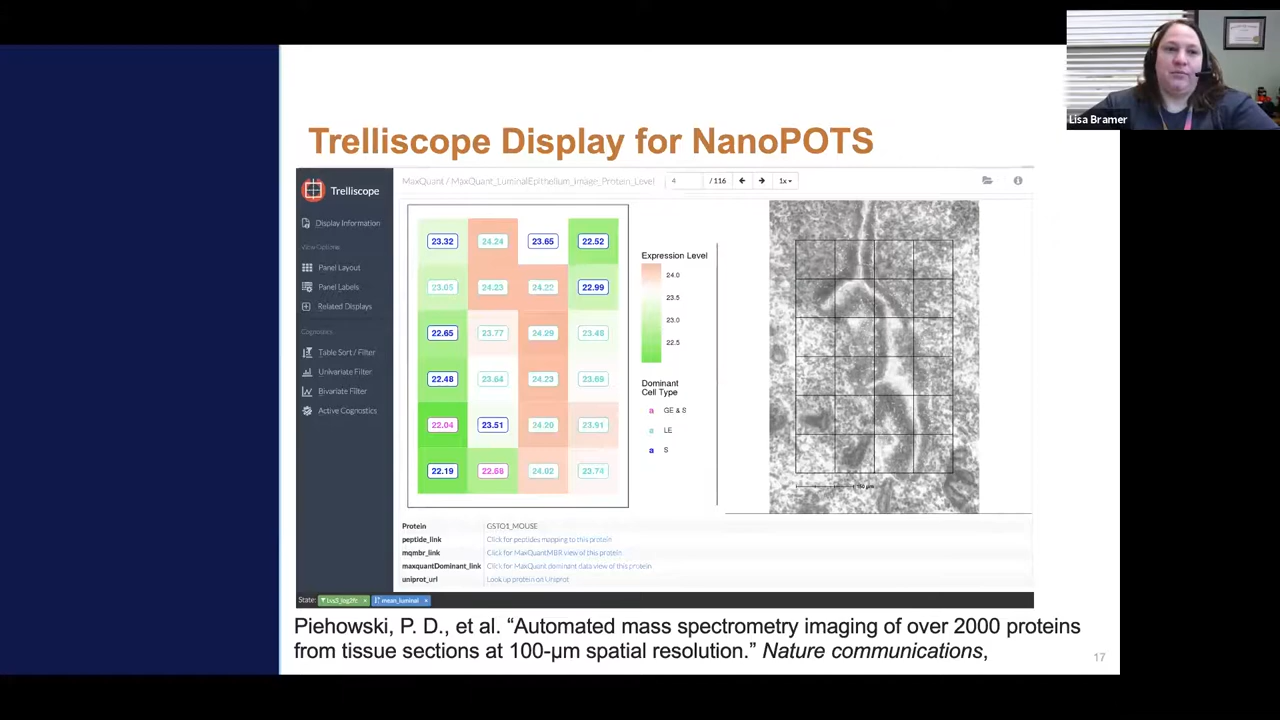 Lisa Bramer
Trelliscope Display for NanoPOTS
Trelliscope
MaxQuant / MaxQuant_LuminalEpithelium_Image_Protein_Level 4 / 116 1x
Display Information
View Options
Panel Layout
Panel Labels
Related Displays
Cognostics
Table Sort / Filter
Univariate Filter
Bivariate Filter
Active Cognostics
23.32 24.24 23.65 22.52
23.05 24.23 24.22 22.99
22.65 23.77 24.29 23.48
22.48 23.64 24.23 23.69
22.04 23.51 24.20 23.91
22.19 22.68 24.02 23.74
Expression Level
24.0
23.5
23.0
22.5
Dominant
Cell Type
a GE & S
a LE
a S
Protein GSTO1_MOUSE
peptide_link Click for peptides mapping to this protein
mqmbr_link Click for MaxQuantMBR view of this protein
maxquantDominant_link Click for MaxQuant dominant data view of this protein
uniprot_url Look up protein on Uniprot
State: mean_luminal ×
Piehowski, P. D., et al. “Automated mass spectrometry imaging of over 2000 proteins
from tissue sections at 100-μm spatial resolution.” Nature communications,
17